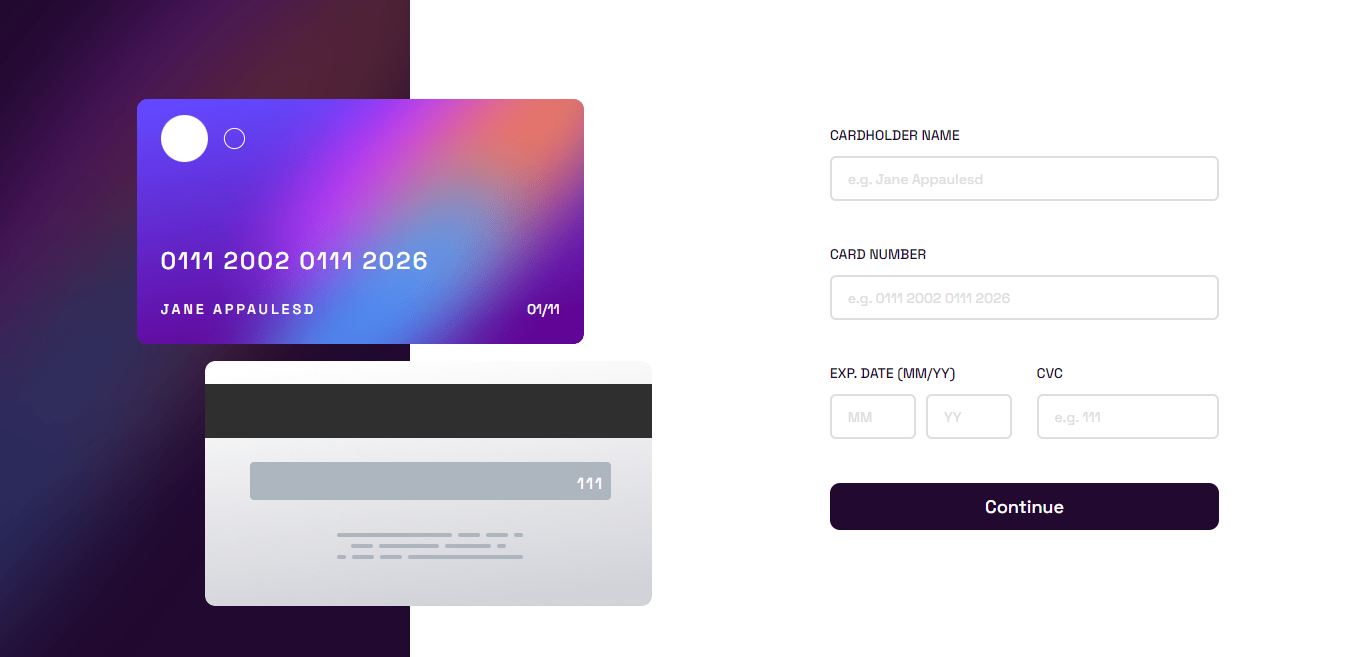 0111 2002 0111 2026
JANE APPAULESD
01/11
111
CARDHOLDER NAME
e.g. Jane Appaulesd
CARD NUMBER
e.g. 0111 2002 0111 2026
EXP. DATE (MM/YY)
CVC
MM
YY
e.g. 111
Continue